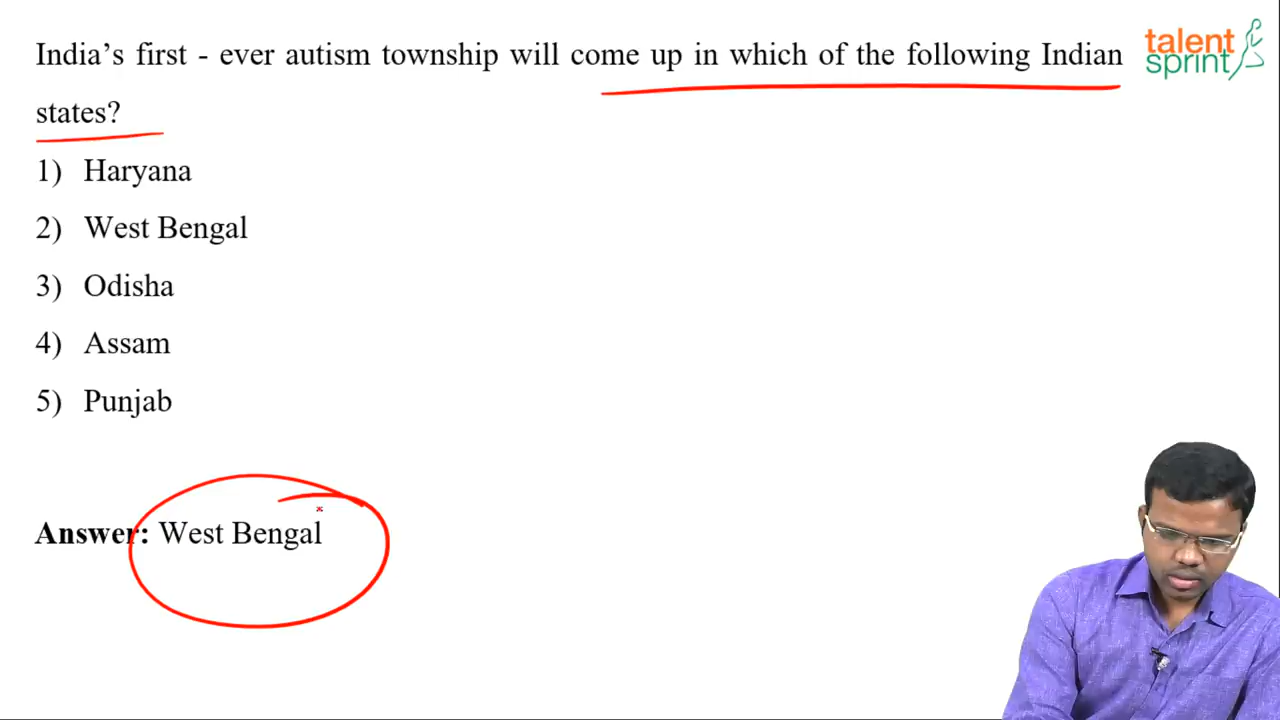 India's first - ever autism township will come up in which of the following Indian
states?
1) Haryana
2) West Bengal
3) Odisha
4) Assam
5) Punjab
Answer: West Bengal
talent
sprint